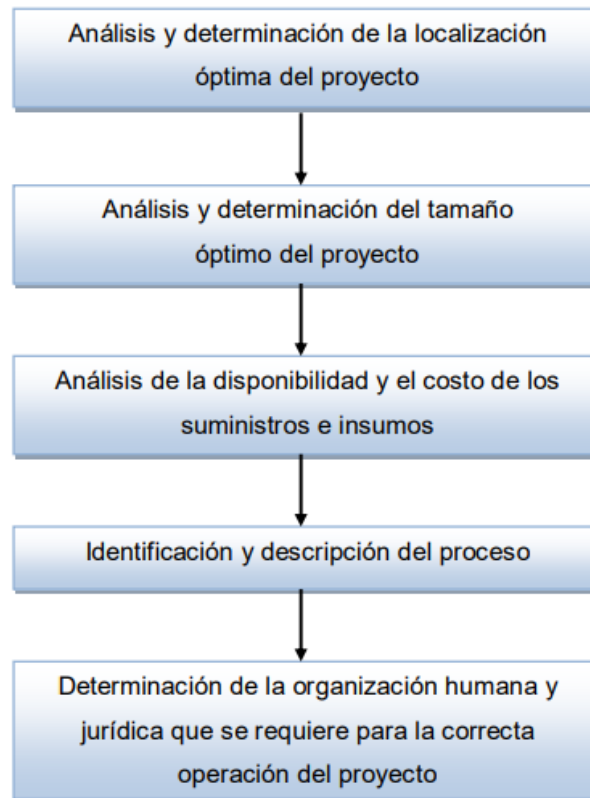 Análisis y determinación de la localización
óptima del proyecto
Análisis y determinación del tamaño
óptimo del proyecto
Análisis de la disponibilidad y el costo de los
suministros e insumos
Identificación y descripción del proceso
Determinación de la organización humana y
jurídica que se requiere para la correcta
operación del proyecto